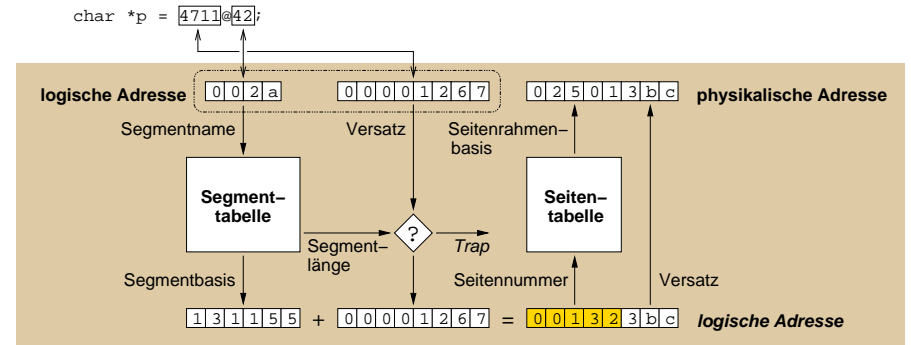 char *p = 4711@42;
logische Adresse 0 0 2 a 0 0 0 0 1 2 6 7 0 2 5 0 1 3 b c physikalische Adresse
Segmentname Versatz Seitenrahmen–
basis
Segment–
tabelle
?
Segment–
länge
Trap
Seiten–
tabelle
Segmentbasis Seitennummer Versatz
1 3 1 1 5 5 + 0 0 0 0 1 2 6 7 = 0 0 1 3 2 3 b c logische Adresse